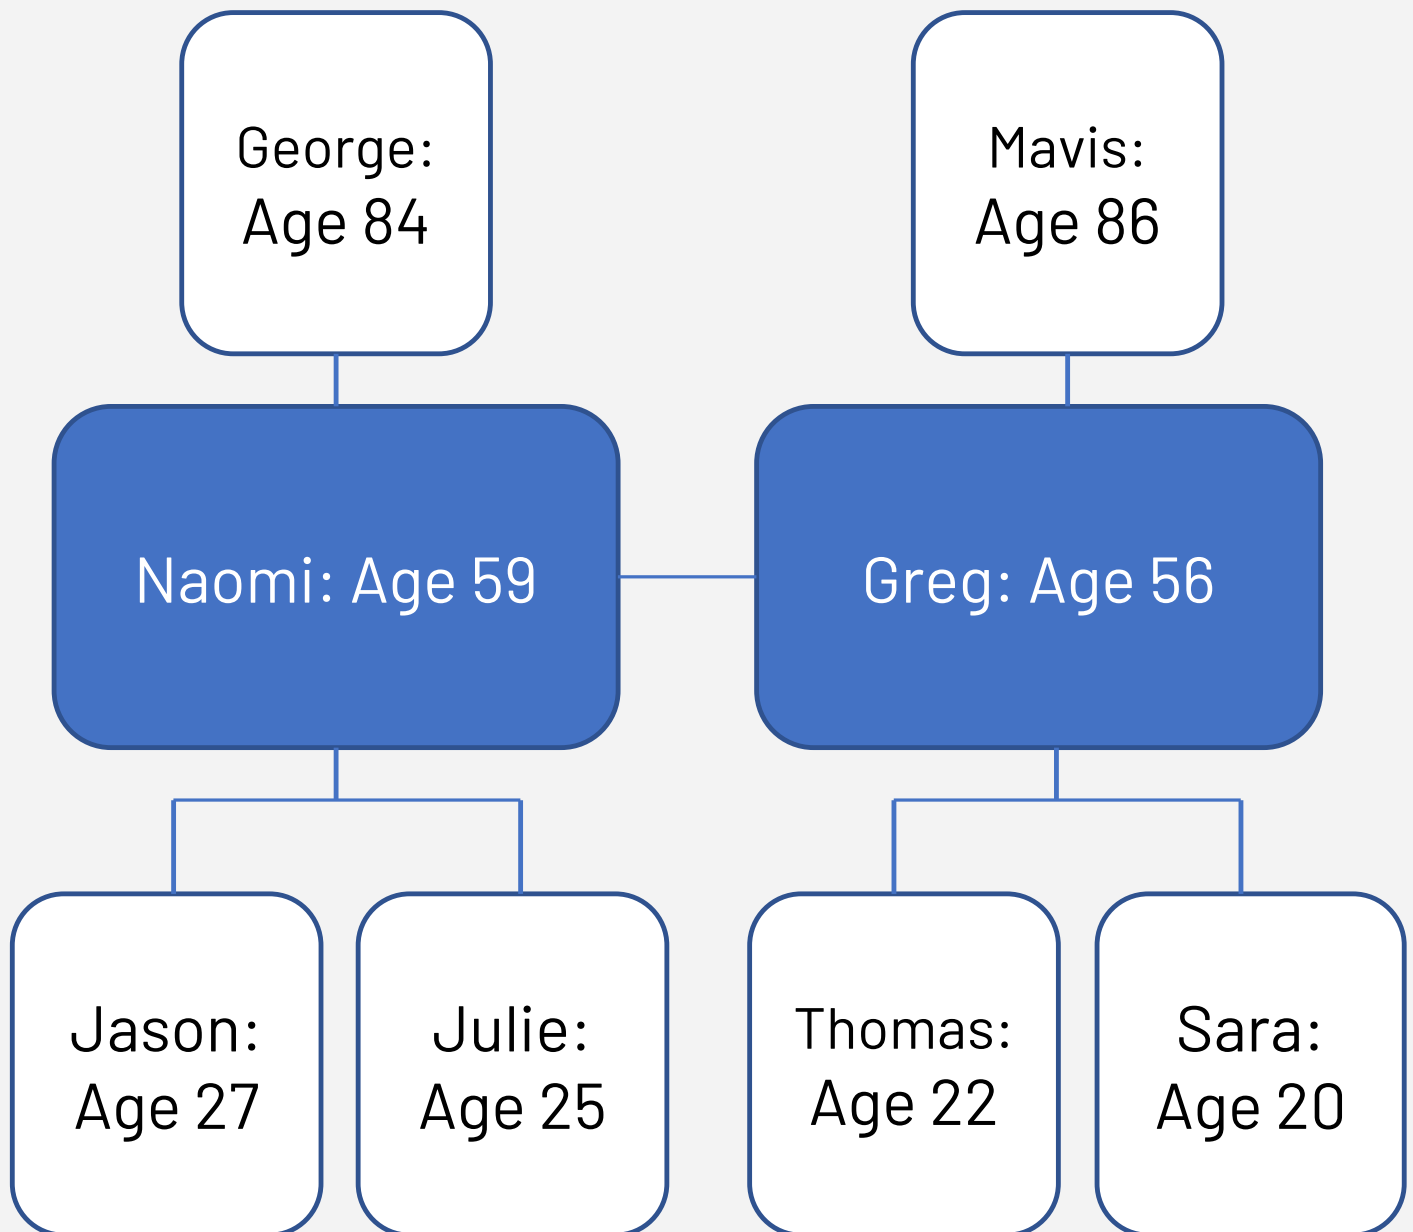 George:
Age 84
Mavis:
Age 86
Naomi: Age 59
Greg: Age 56
Jason:
Age 27
Julie:
Age 25
Thomas:
Age 22
Sara:
Age 20